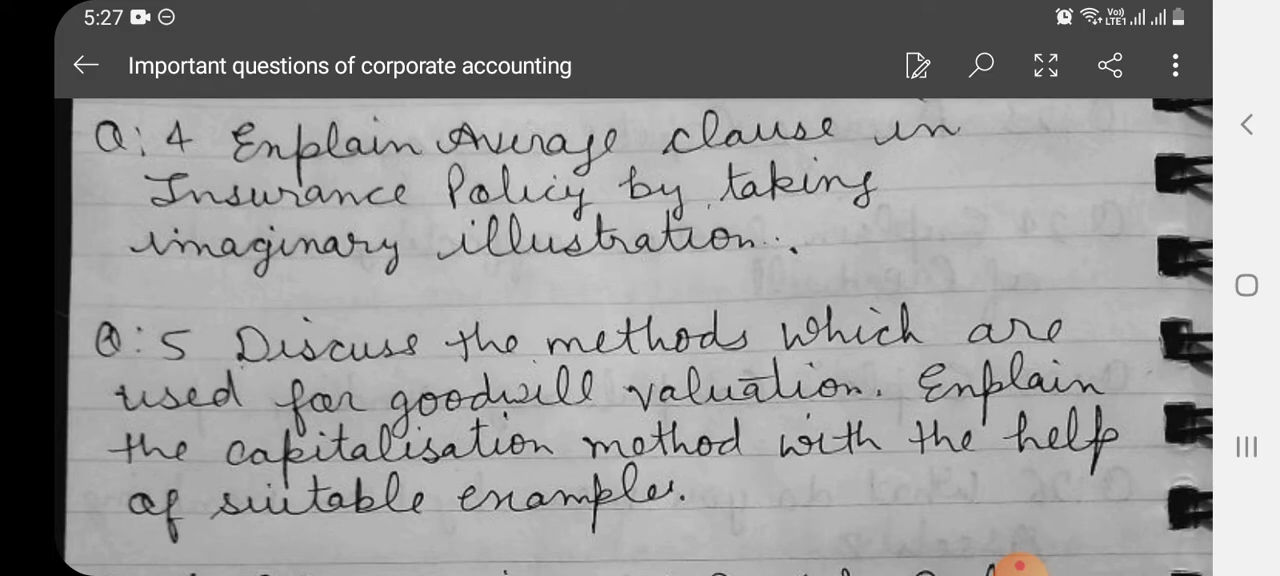 5:27
Vo)) LTE1
Important questions of corporate accounting
Q:4 Explain Average clause in
Insurance Policy by taking
imaginary illustration.
Q:5 Discuss the methods which are
used for goodwill valuation. Explain
the capitalisation method with the help
of suitable examples.